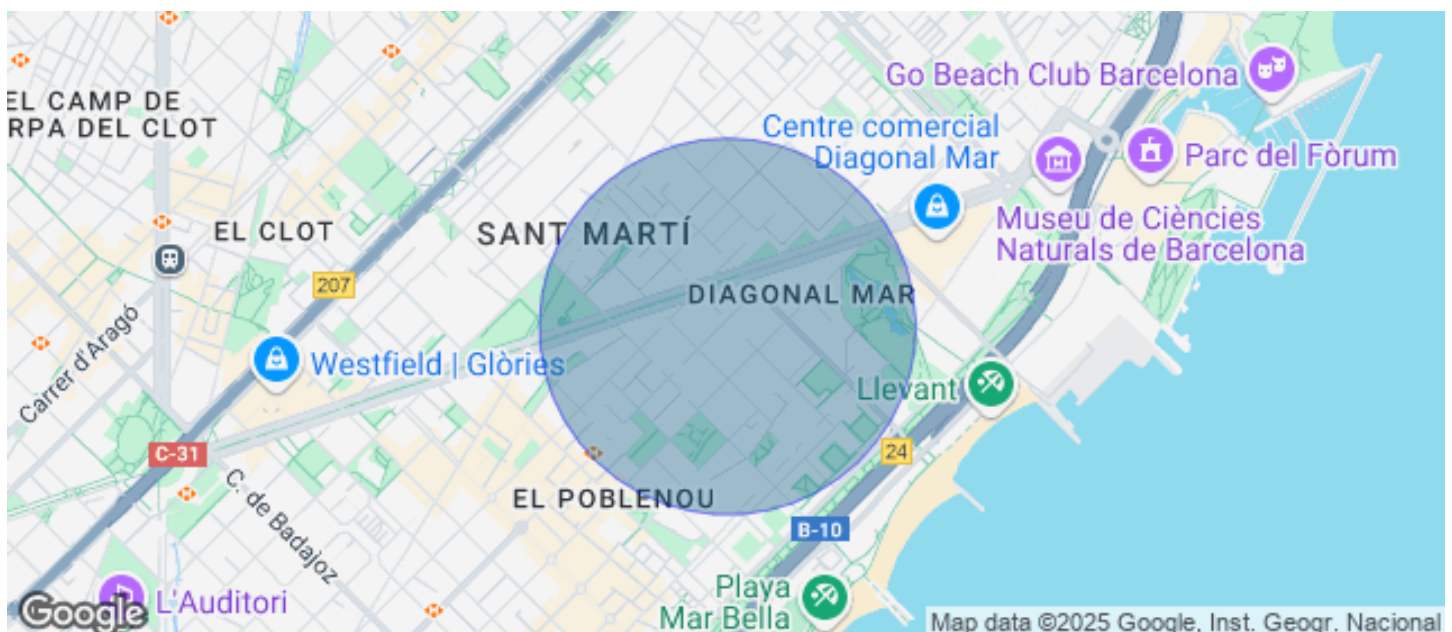 EL CAMP DE
RPA DEL CLOT
Go Beach Club Barcelona
Centre comercial
Diagonal Mar
Parc del Fòrum
Museu de Ciències
Naturals de Barcelona
EL CLOT
SANT MARTÍ
207
DIAGONAL MAR
Carrer d'Aragó
Westfield | Glòries
Llevant
C-31
24
C. de Badajoz
EL POBLENOU
B-10
Playa
Mar Bella
L'Auditori
Google
Map data ©2025 Google, Inst. Geogr. Nacional